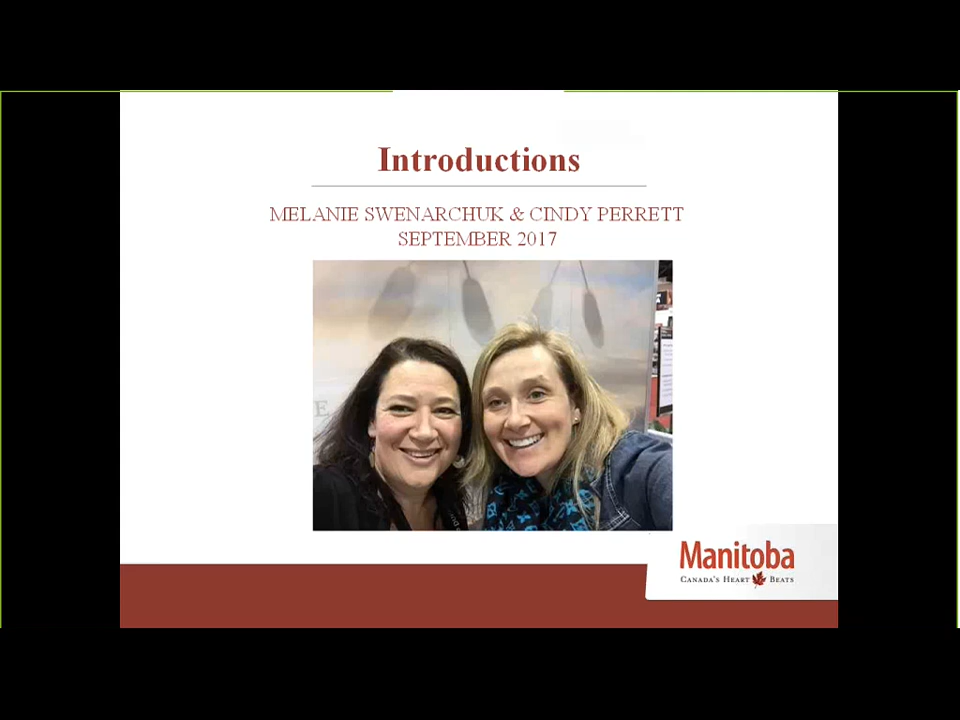 Introductions
MELANIE SWENARCHUK & CINDY PERRETT
SEPTEMBER 2017
E
Manitoba
CANADA'S HEART BEATS